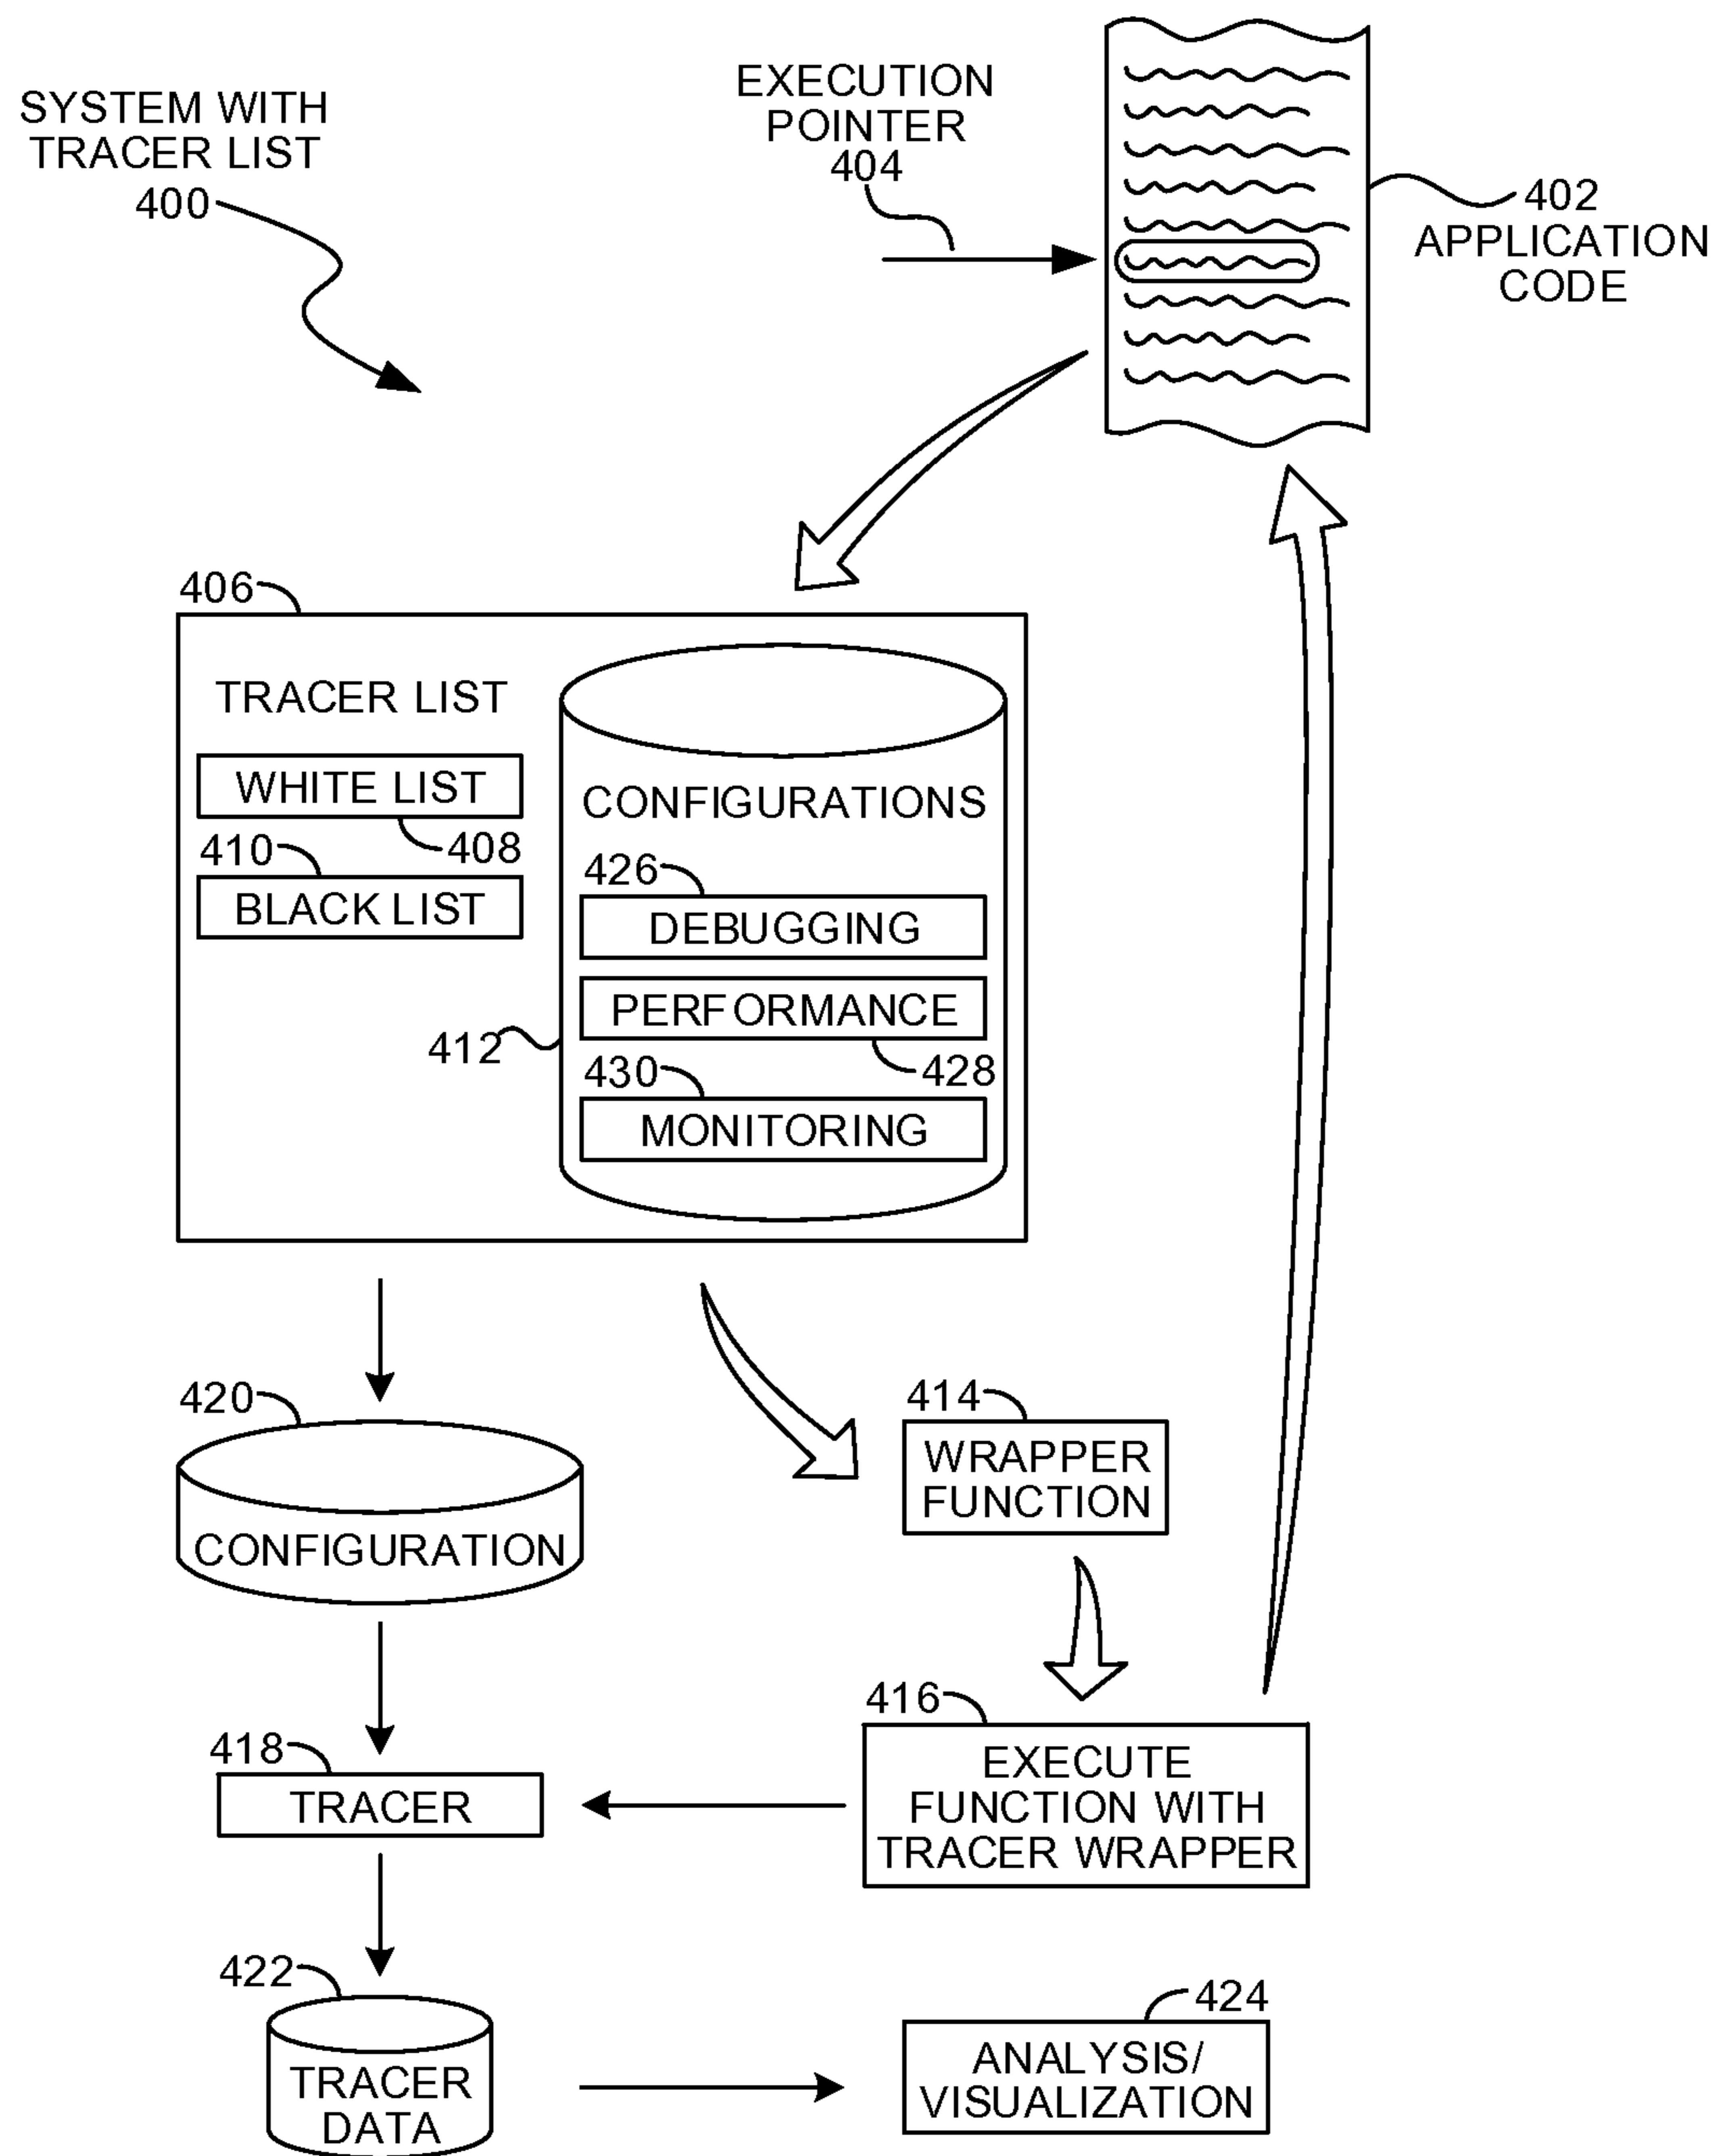 SYSTEM WITH
TRACER LIST
400
EXECUTION
POINTER
404
402
APPLICATION
CODE
406
TRACER LIST
WHITE LIST
408
410
BLACK LIST
412
CONFIGURATIONS
426
DEBUGGING
PERFORMANCE
428
430
MONITORING
420
CONFIGURATION
414
WRAPPER
FUNCTION
416
EXECUTE
FUNCTION WITH
TRACER WRAPPER
418
TRACER
422
TRACER
DATA
424
ANALYSIS/
VISUALIZATION